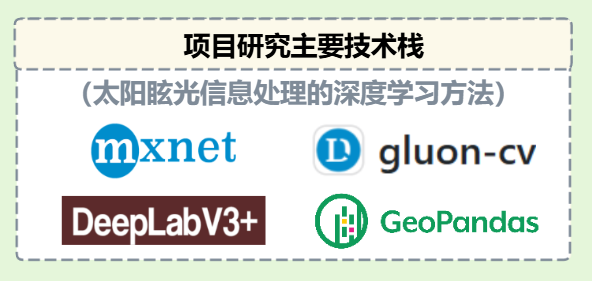 项目研究主要技术栈
（太阳眩光信息处理的深度学习方法）
mxnet
D gluon-cv
DeepLabV3+
GeoPandas